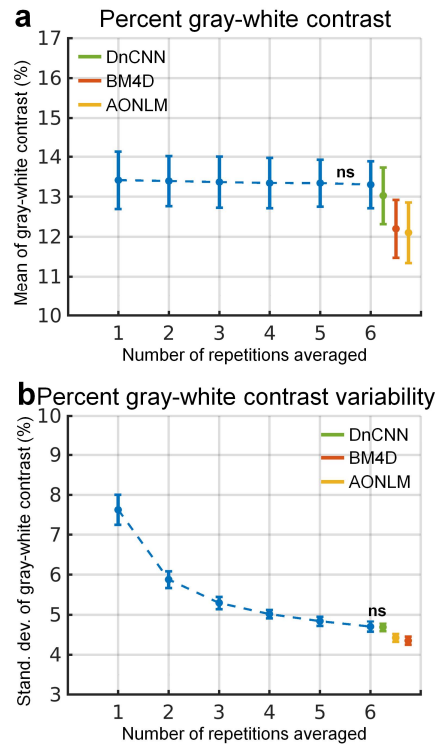 a Percent gray-white contrast
Mean of gray-white contrast (%)
17
16
15
14
13
12
11
10
DnCNN
BM4D
AONLM
ns
1 2 3 4 5 6
Number of repetitions averaged
b Percent gray-white contrast variability
Stand. dev. of gray-white contrast (%)
10
9
8
7
6
5
4
3
DnCNN
BM4D
AONLM
ns
1 2 3 4 5 6
Number of repetitions averaged